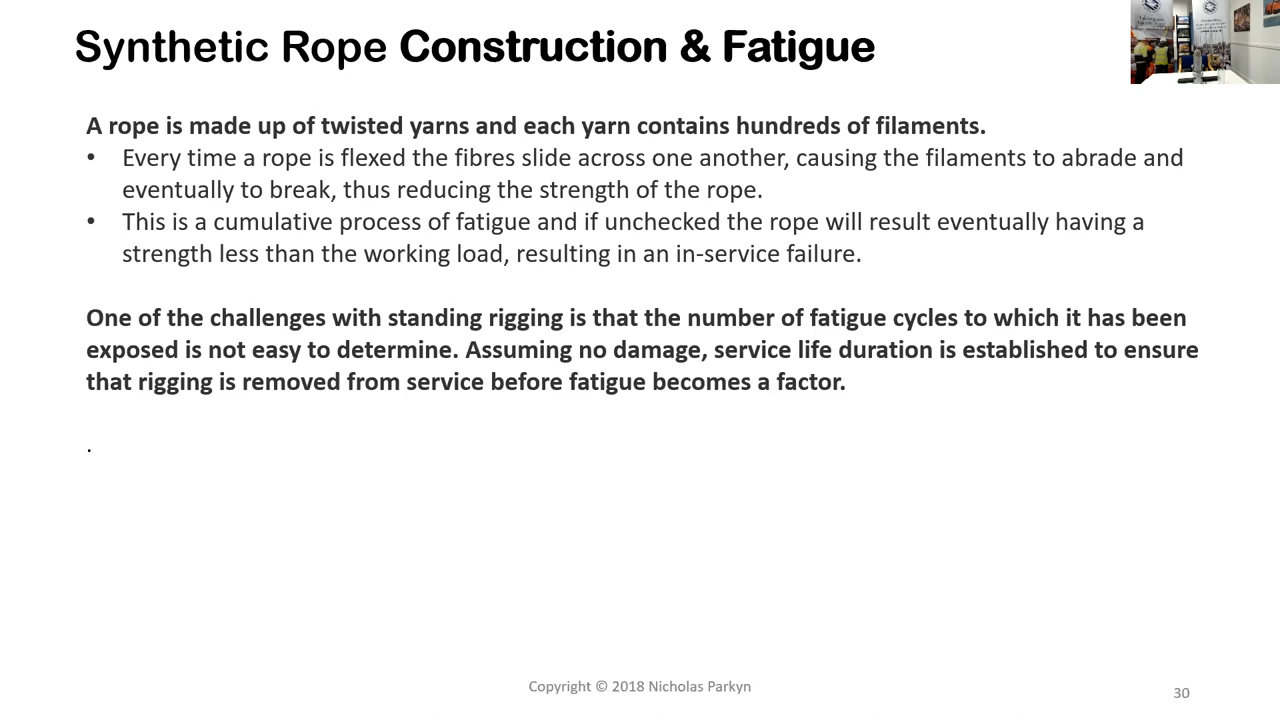 Synthetic Rope Construction & Fatigue
A rope is made up of twisted yarns and each yarn contains hundreds of filaments.
• Every time a rope is flexed the fibres slide across one another, causing the filaments to abrade and
eventually to break, thus reducing the strength of the rope.
• This is a cumulative process of fatigue and if unchecked the rope will result eventually having a
strength less than the working load, resulting in an in-service failure.
One of the challenges with standing rigging is that the number of fatigue cycles to which it has been
exposed is not easy to determine. Assuming no damage, service life duration is established to ensure
that rigging is removed from service before fatigue becomes a factor.
.
Copyright © 2018 Nicholas Parkyn
30